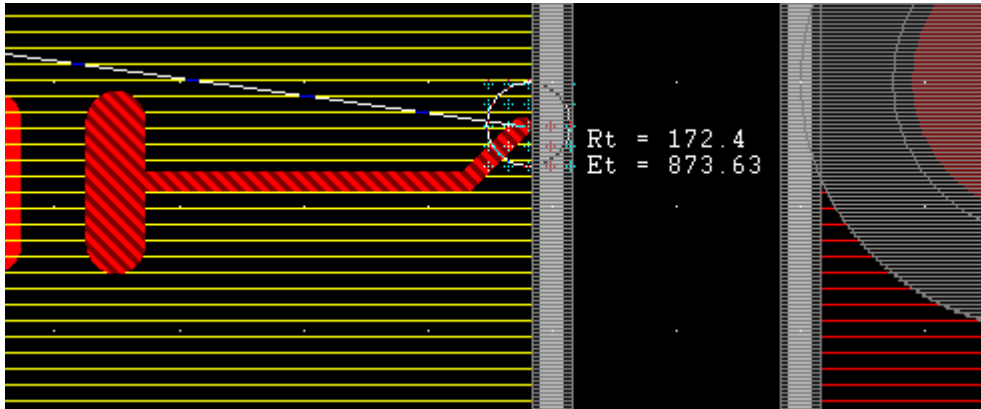 Rt = 172.4
Et = 873.63